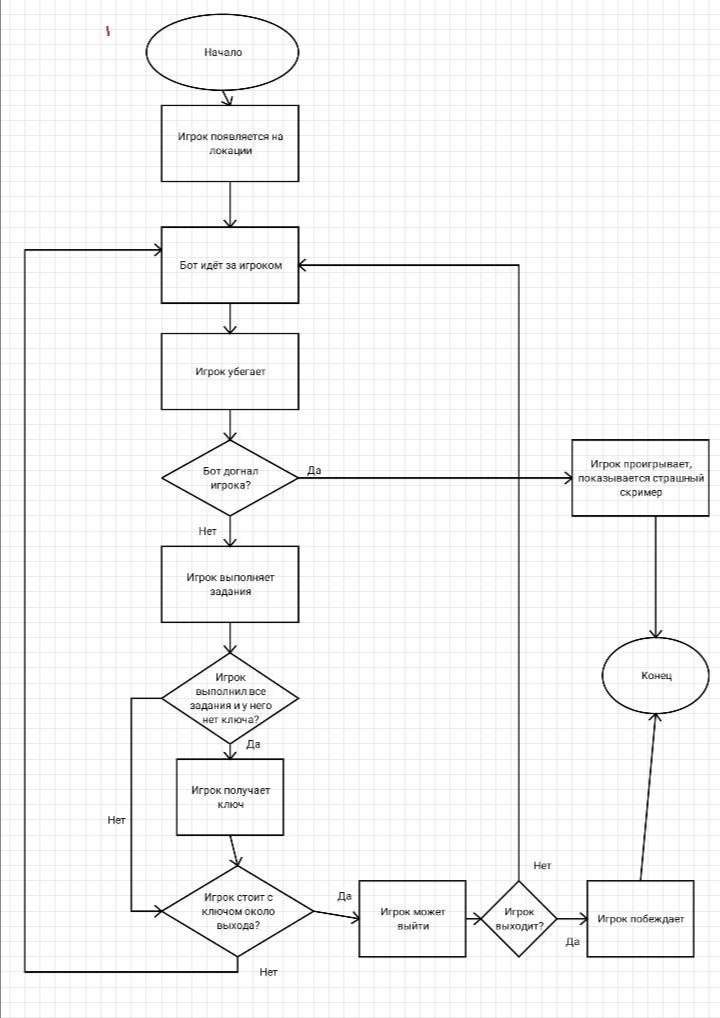 Начало
Игрок появляется на
локации
Бот идёт за игроком
Игрок убегает
Бот догнал
игрока?
Да
Игрок проигрывает,
показывается страшный
скример
Нет
Игрок выполняет
задания
Игрок
выполнил все
задания и у него
нет ключа?
Конец
Да
Игрок получает
ключ
Нет
Игрок стоит с
ключом около
выхода?
Да
Игрок может
выйти
Нет
Игрок
выходит?
Да
Игрок побеждает
Нет